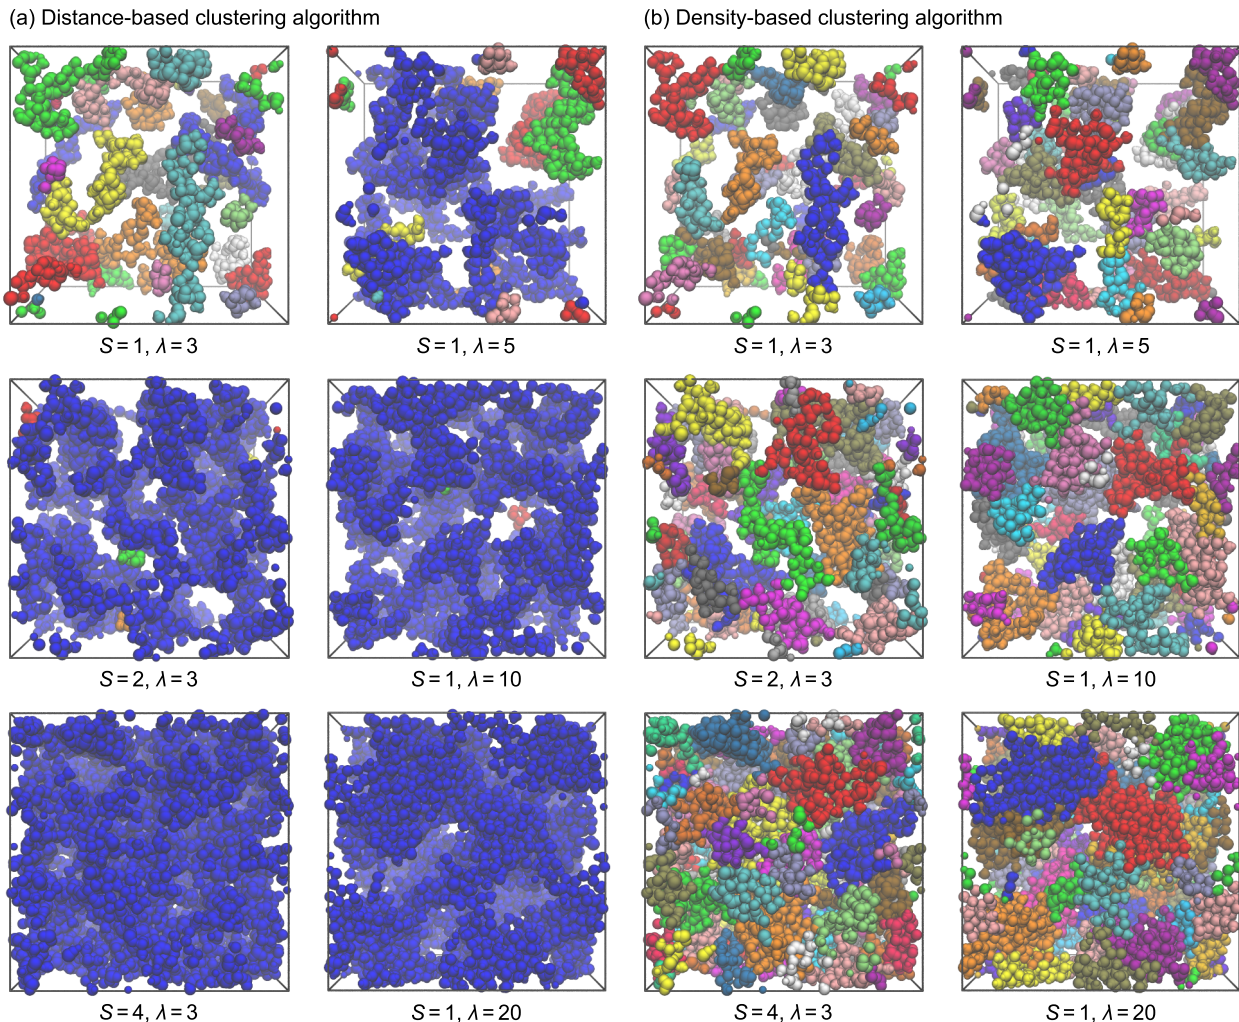 (a) Distance-based clustering algorithm
(b) Density-based clustering algorithm
S = 1, λ = 3
S = 1, λ = 5
S = 1, λ = 3
S = 1, λ = 5
S = 2, λ = 3
S = 1, λ = 10
S = 2, λ = 3
S = 1, λ = 10
S = 4, λ = 3
S = 1, λ = 20
S = 4, λ = 3
S = 1, λ = 20